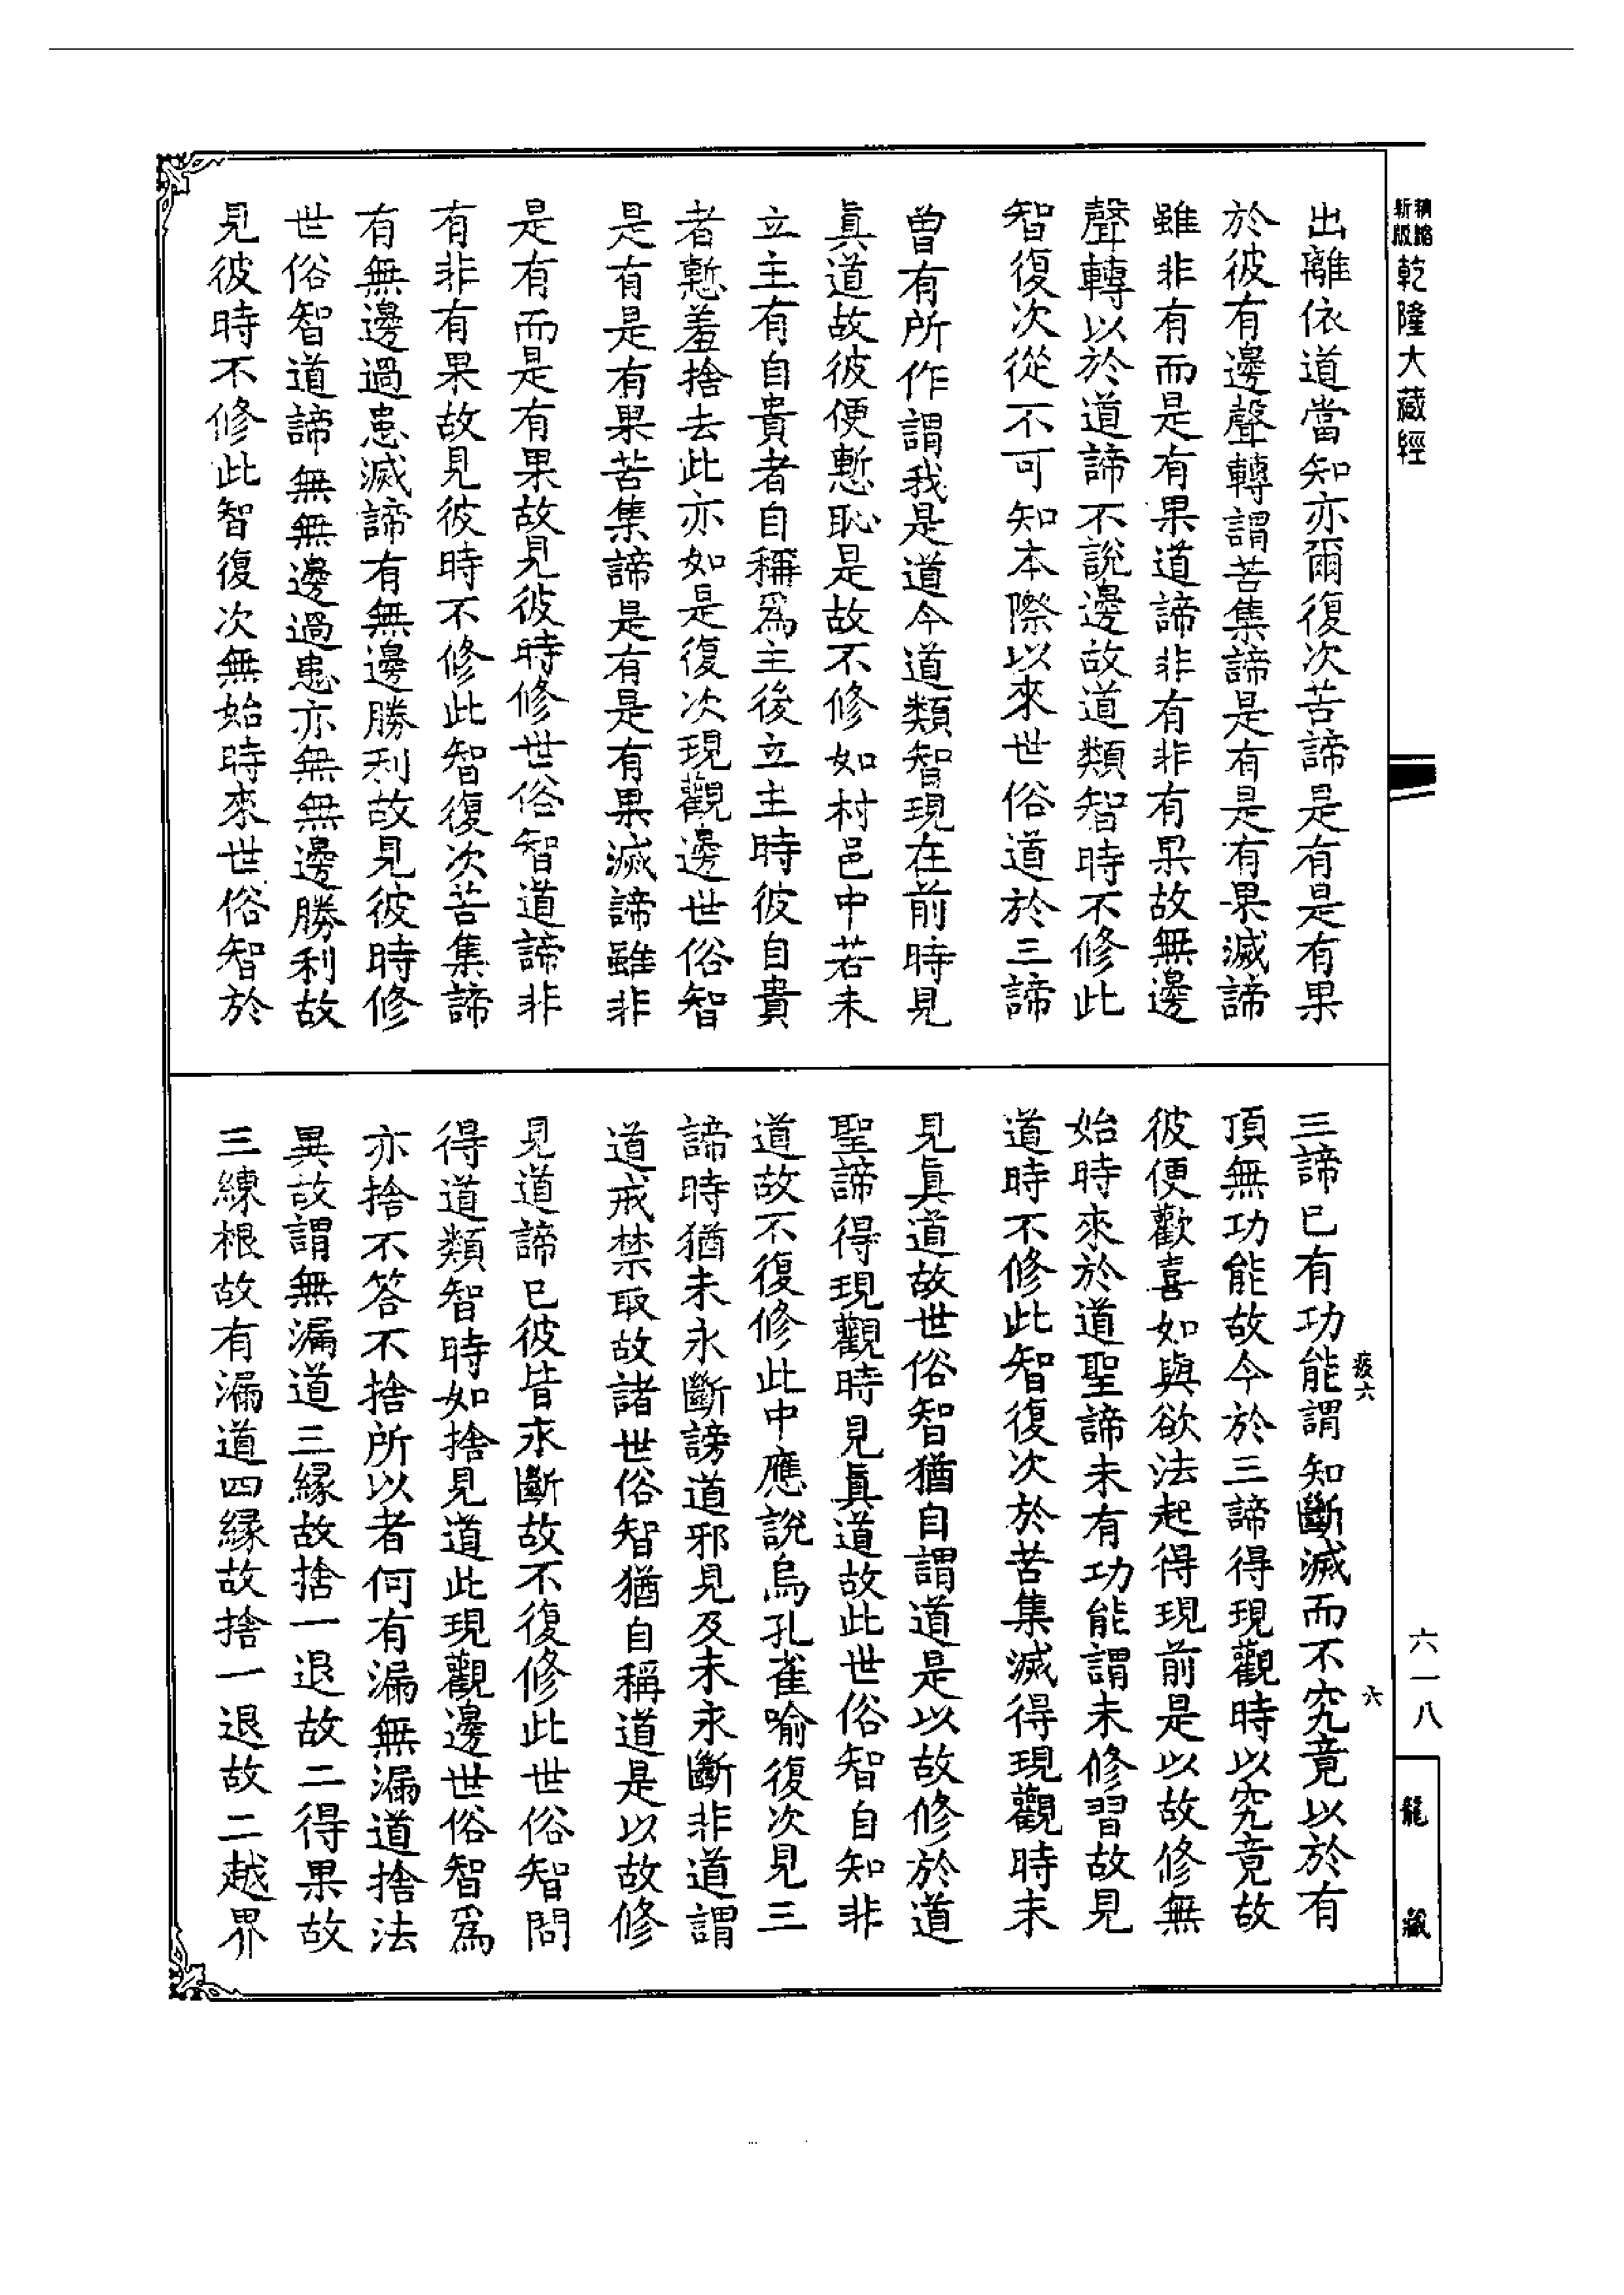 新版
精縮
乾隆大藏經
出離依道當知亦爾復次苦諦是有是有果
於彼有邊聲轉謂苦集諦是有是有果滅諦
雖非有而是有果道諦非有非有果故無邊
聲轉以於道諦不說邊故道類智時不修此
智復次從不可知本際以來世俗道於三諦
曾有所作謂我是道今道類智現在前時見
眞道故彼便慙恥是故不修如村邑中若未
立主有自貴者自稱爲主後立主時彼自貴
者慙羞捨去此亦如是復次現觀邊世俗智
是有是有果苦集諦是有是有果滅諦雖非
是有而是有果故見彼時修世俗智道諦非
有非有果故見彼時不修此智復次苦集諦
有無邊過患滅諦有無邊勝利故見彼時修
世俗智道諦無無邊過患亦無無邊勝利故
見彼時不修此智復次無始時來世俗智於
三諦已有功能謂知斷滅而不究竟以於有
頂無功能故今於三諦得現觀時以究竟故
彼便歡喜如與欲法起得現前是以故修無
始時來於道聖諦未有功能謂未修習故見
道時不修此智復次於苦集滅得現觀時未
見眞道故世俗智猶自謂道是以故修於道
聖諦得現觀時見眞道故此世俗智自知非
道故不復修此中應說烏孔雀喻復次見三
諦時猶未永斷謗道邪見及未永斷非道謂
道戒禁取故諸世俗智猶自稱道是以故修
見道諦已彼皆永斷故不復修此世俗智問
得道類智時如捨見道此現觀邊世俗智爲
亦捨不答不捨所以者何有漏無漏道捨法
異故謂無漏道三緣故捨一退故二得果故
三練根故有漏道四緣故捨一退故二越界
疲六
六
六一八
龍藏